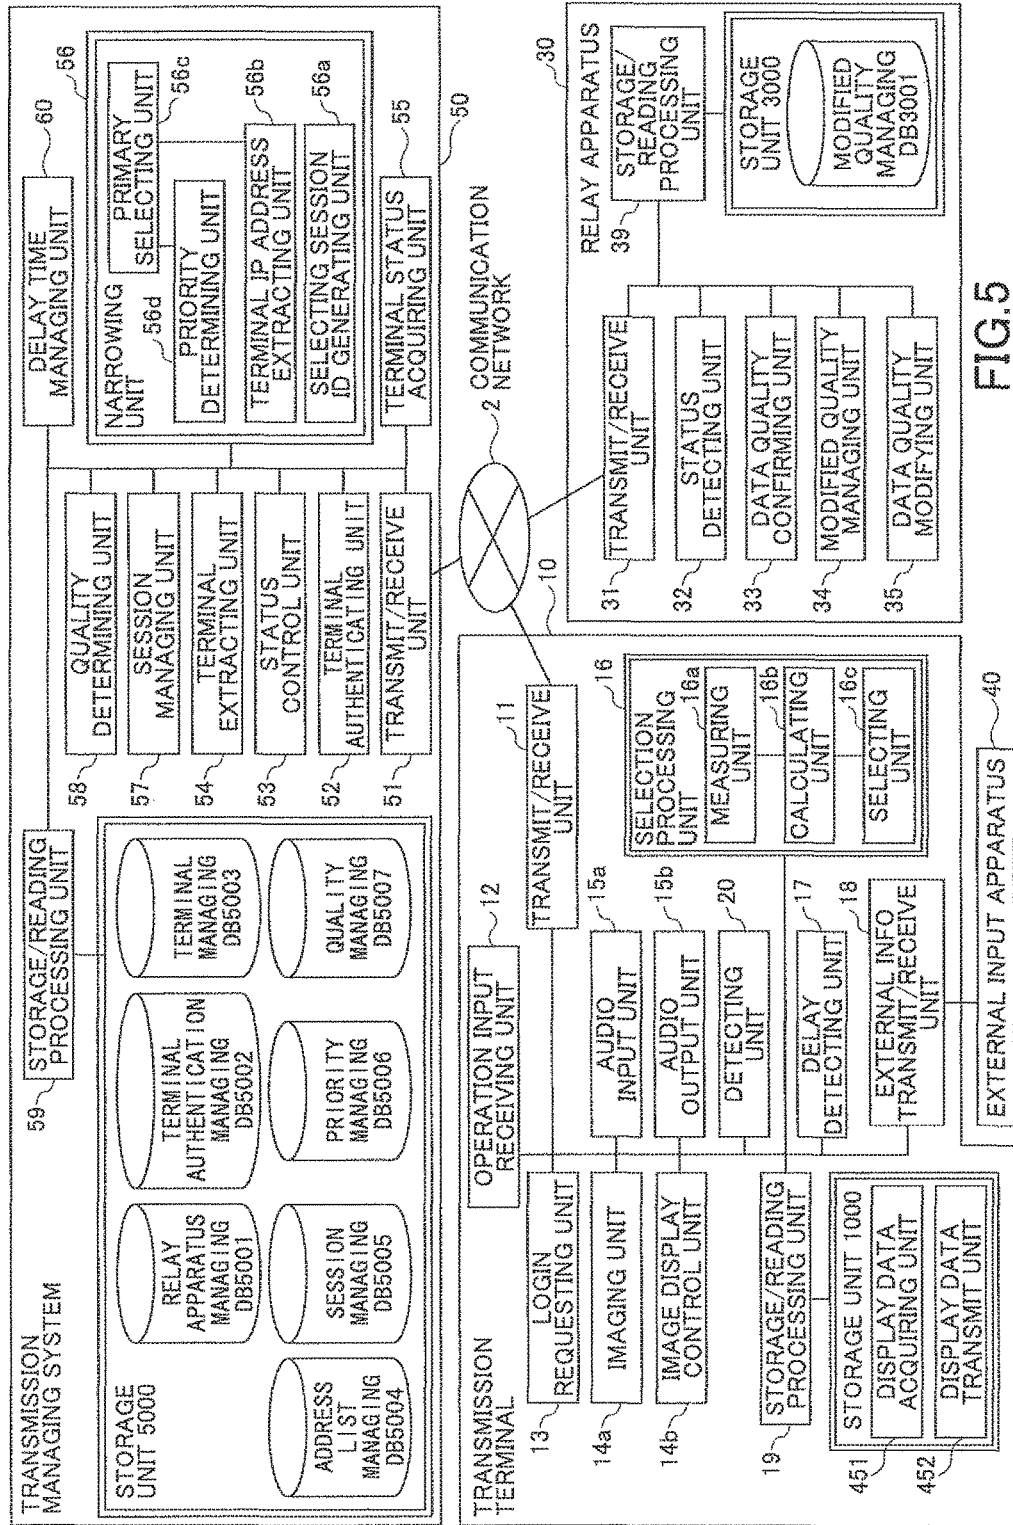 TRANSMISSION
MANAGING SYSTEM
STORAGE
UNIT 5000
RELAY
APPARATUS
MANAGING
DB5001
TERMINAL
AUTHENTICATION
MANAGING
DB5002
TERMINAL
MANAGING
DB5003
ADDRESS
LIST
MANAGING
DB5004
SESSION
MANAGING
DB5005
PRIORITY
MANAGING
DB5006
QUALITY
MANAGING
DB5007
59
STORAGE/READING
PROCESSING UNIT
58
QUALITY
DETERMINING UNIT
57
SESSION
MANAGING UNIT
54
TERMINAL
EXTRACTING UNIT
53
STATUS
CONTROL UNIT
52
TERMINAL
AUTHENTICATING UNIT
51
TRANSMIT/RECEIVE
UNIT
DELAY TIME
MANAGING UNIT
60
NARROWING
UNIT
56
PRIMARY
SELECTING UNIT
56c
56d
PRIORITY
DETERMINING UNIT
TERMINAL IP ADDRESS
EXTRACTING UNIT
56b
SELECTING SESSION
ID GENERATING UNIT
56a
TERMINAL STATUS
ACQUIRING UNIT
55
50
2 COMMUNICATION
NETWORK
TRANSMISSION
TERMINAL
10
OPERATION INPUT
RECEIVING UNIT
12
13
LOGIN
REQUESTING UNIT
TRANSMIT/RECEIVE
UNIT
11
14a
IMAGING UNIT
AUDIO
INPUT UNIT
15a
14b
IMAGE DISPLAY
CONTROL UNIT
AUDIO
OUTPUT UNIT
15b
DETECTING
UNIT
20
SELECTION
PROCESSING
UNIT
16
MEASURING
UNIT
16a
CALCULATING
UNIT
16b
SELECTING
UNIT
16c
19
STORAGE/READING
PROCESSING UNIT
DELAY
DETECTING UNIT
17
EXTERNAL INFO
TRANSMIT/RECEIVE
UNIT
18
STORAGE UNIT 1000
451
DISPLAY DATA
ACQUIRING UNIT
452
DISPLAY DATA
TRANSMIT UNIT
EXTERNAL INPUT APPARATUS
40
RELAY APPARATUS
30
31
TRANSMIT/RECEIVE
UNIT
32
STATUS
DETECTING UNIT
33
DATA QUALITY
CONFIRMING UNIT
34
MODIFIED QUALITY
MANAGING UNIT
35
DATA QUALITY
MODIFYING UNIT
39
STORAGE/
READING
PROCESSING
UNIT
STORAGE
UNIT 3000
MODIFIED
QUALITY
MANAGING
DB3001
FIG.5